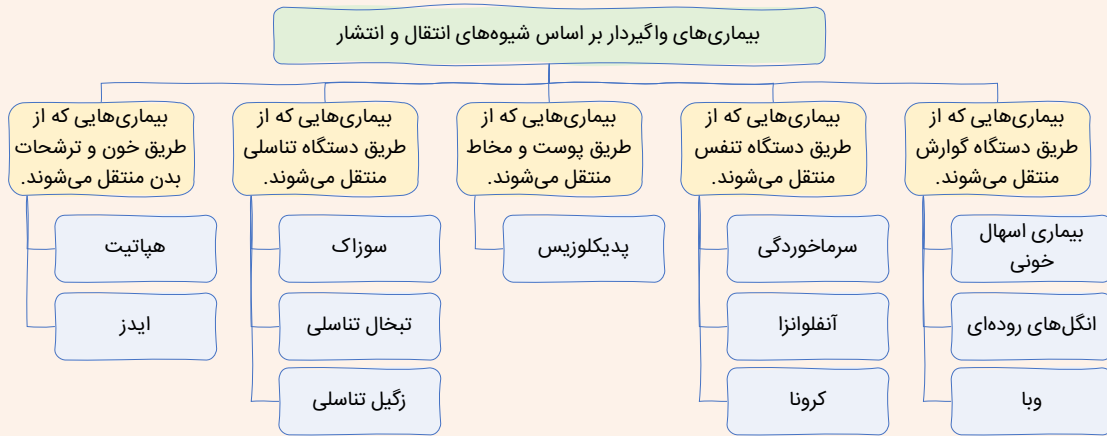 بیماری‌های واگیردار بر اساس شیوه‌های انتقال و انتشار
بیماری‌هایی که از
طریق دستگاه گوارش
منتقل می‌شوند.
بیماری اسهال
خونی
انگل‌های روده‌ای
وبا
بیماری‌هایی که از
طریق دستگاه تنفس
منتقل می‌شوند.
سرماخوردگی
آنفلوانزا
کرونا
بیماری‌هایی که از
طریق پوست و مخاط
منتقل می‌شوند.
پدیکلوزیس
بیماری‌هایی که از
طریق دستگاه تناسلی
منتقل می‌شوند.
سوزاک
تبخال تناسلی
زگیل تناسلی
بیماری‌هایی که از
طریق خون و ترشحات
بدن منتقل می‌شوند.
هپاتیت
ایدز